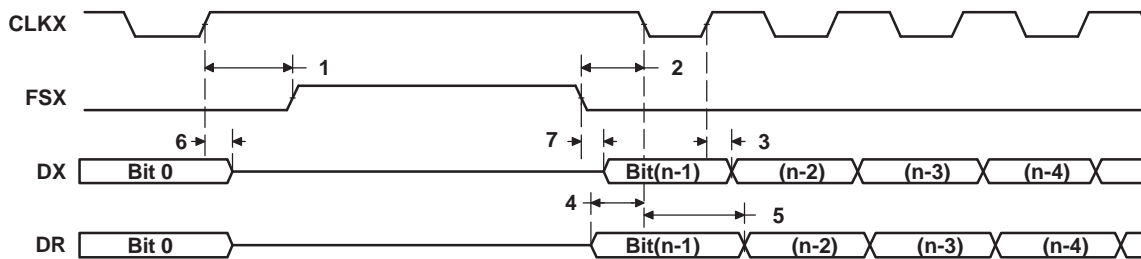 CLKX
1 2
FSX
6 7 3
DX Bit 0 Bit(n-1) (n-2) (n-3) (n-4)
4 5
DR Bit 0 Bit(n-1) (n-2) (n-3) (n-4)